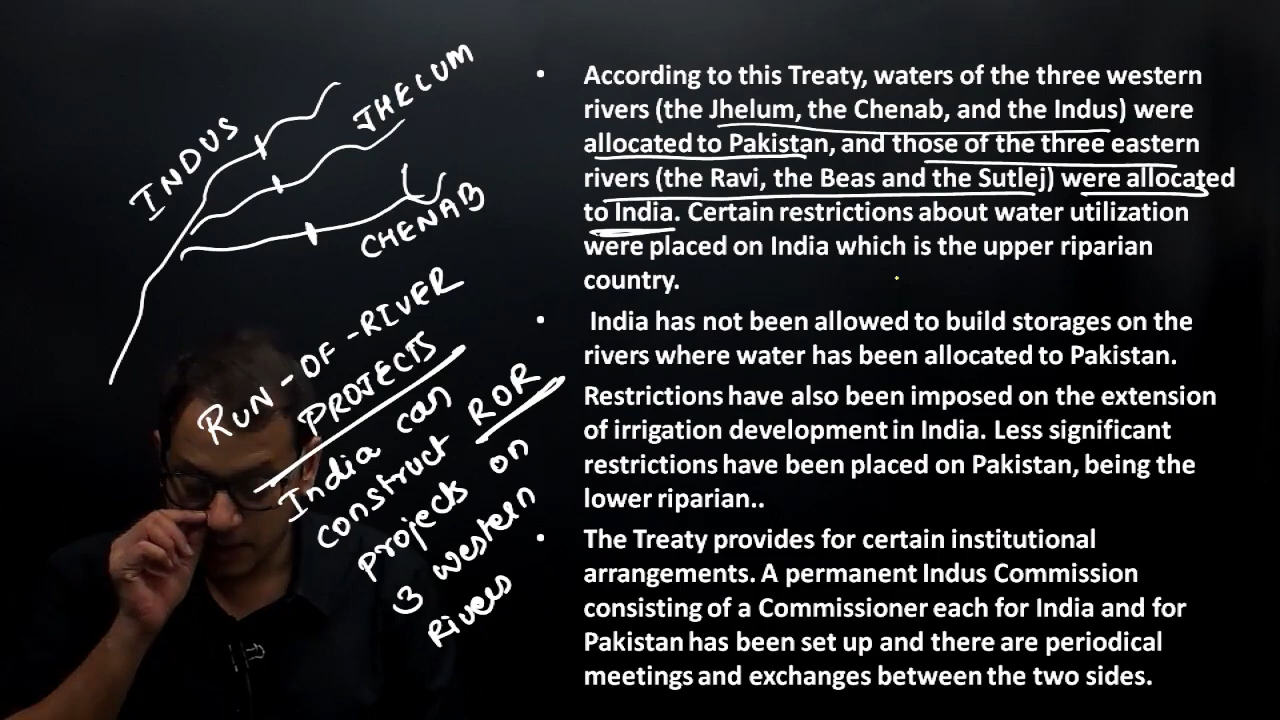 INDUS
JHELUM
CHENAB
RUN-OF-RIVER
PROJECTS
India can
construct ROR
projects on
3 western
Rivers
• According to this Treaty, waters of the three western
rivers (the Jhelum, the Chenab, and the Indus) were
allocated to Pakistan, and those of the three eastern
rivers (the Ravi, the Beas and the Sutlej) were allocated
to India. Certain restrictions about water utilization
were placed on India which is the upper riparian
country.
• India has not been allowed to build storages on the
rivers where water has been allocated to Pakistan.
Restrictions have also been imposed on the extension
of irrigation development in India. Less significant
restrictions have been placed on Pakistan, being the
lower riparian..
• The Treaty provides for certain institutional
arrangements. A permanent Indus Commission
consisting of a Commissioner each for India and for
Pakistan has been set up and there are periodical
meetings and exchanges between the two sides.